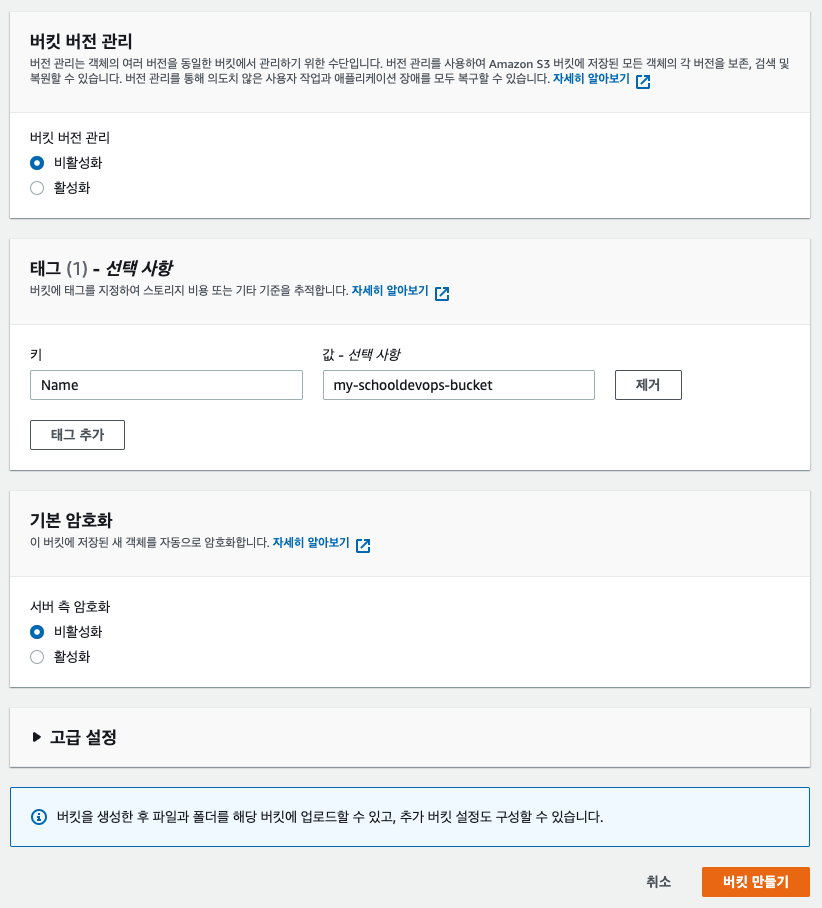 버킷 버전 관리
버전 관리는 객체의 여러 버전을 동일한 버킷에서 관리하기 위한 수단입니다. 버전 관리를 사용하여 Amazon S3 버킷에 저장된 모든 객체의 각 버전을 보존, 검색 및
복원할 수 있습니다. 버전 관리를 통해 의도치 않은 사용자 작업과 애플리케이션 장애를 모두 복구할 수 있습니다. 자세히 알아보기
버킷 버전 관리
비활성화
활성화
태그 (1) - 선택 사항
버킷에 태그를 지정하여 스토리지 비용 또는 기타 기준을 추적합니다. 자세히 알아보기
키 값 - 선택 사항
Name my-schooldevops-bucket 제거
태그 추가
기본 암호화
이 버킷에 저장된 새 객체를 자동으로 암호화합니다. 자세히 알아보기
서버 측 암호화
비활성화
활성화
고급 설정
버킷을 생성한 후 파일과 폴더를 해당 버킷에 업로드할 수 있고, 추가 버킷 설정도 구성할 수 있습니다.
취소 버킷 만들기